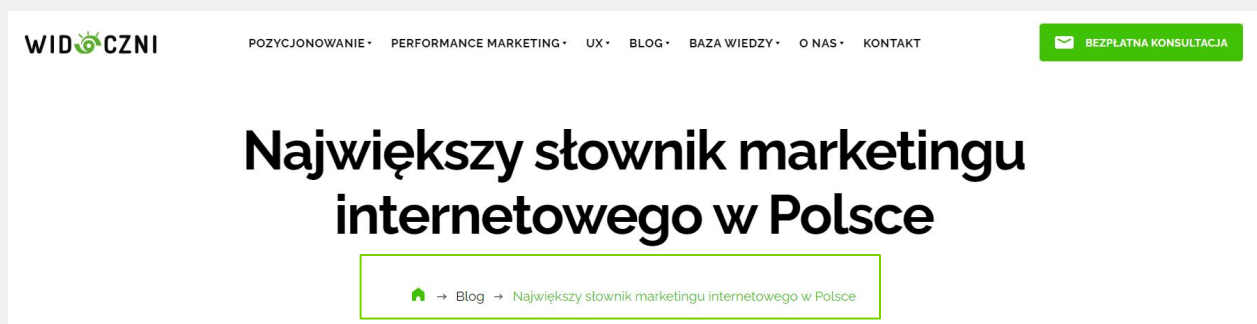 WIDOCZNI
POZYCJONOWANIE PERFORMANCE MARKETING UX BLOG BAZA WIEDZY O NAS KONTAKT
BEZPŁATNA KONSULTACJA
Największy słownik marketingu
internetowego w Polsce
→ Blog → Największy słownik marketingu internetowego w Polsce